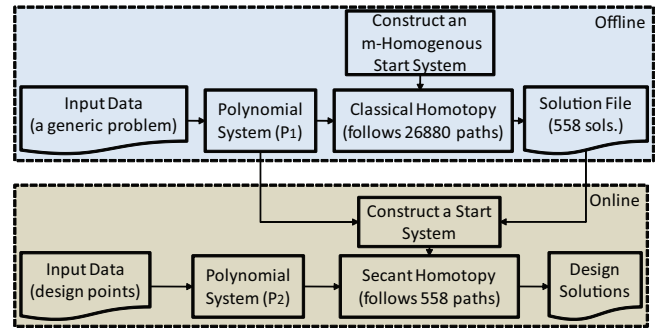 Offline
Construct an
m-Homogenous
Start System
Input Data
(a generic problem)
Polynomial
System (P1)
Classical Homotopy
(follows 26880 paths)
Solution File
(558 sols.)
Online
Construct a Start
System
Input Data
(design points)
Polynomial
System (P2)
Secant Homotopy
(follows 558 paths)
Design
Solutions